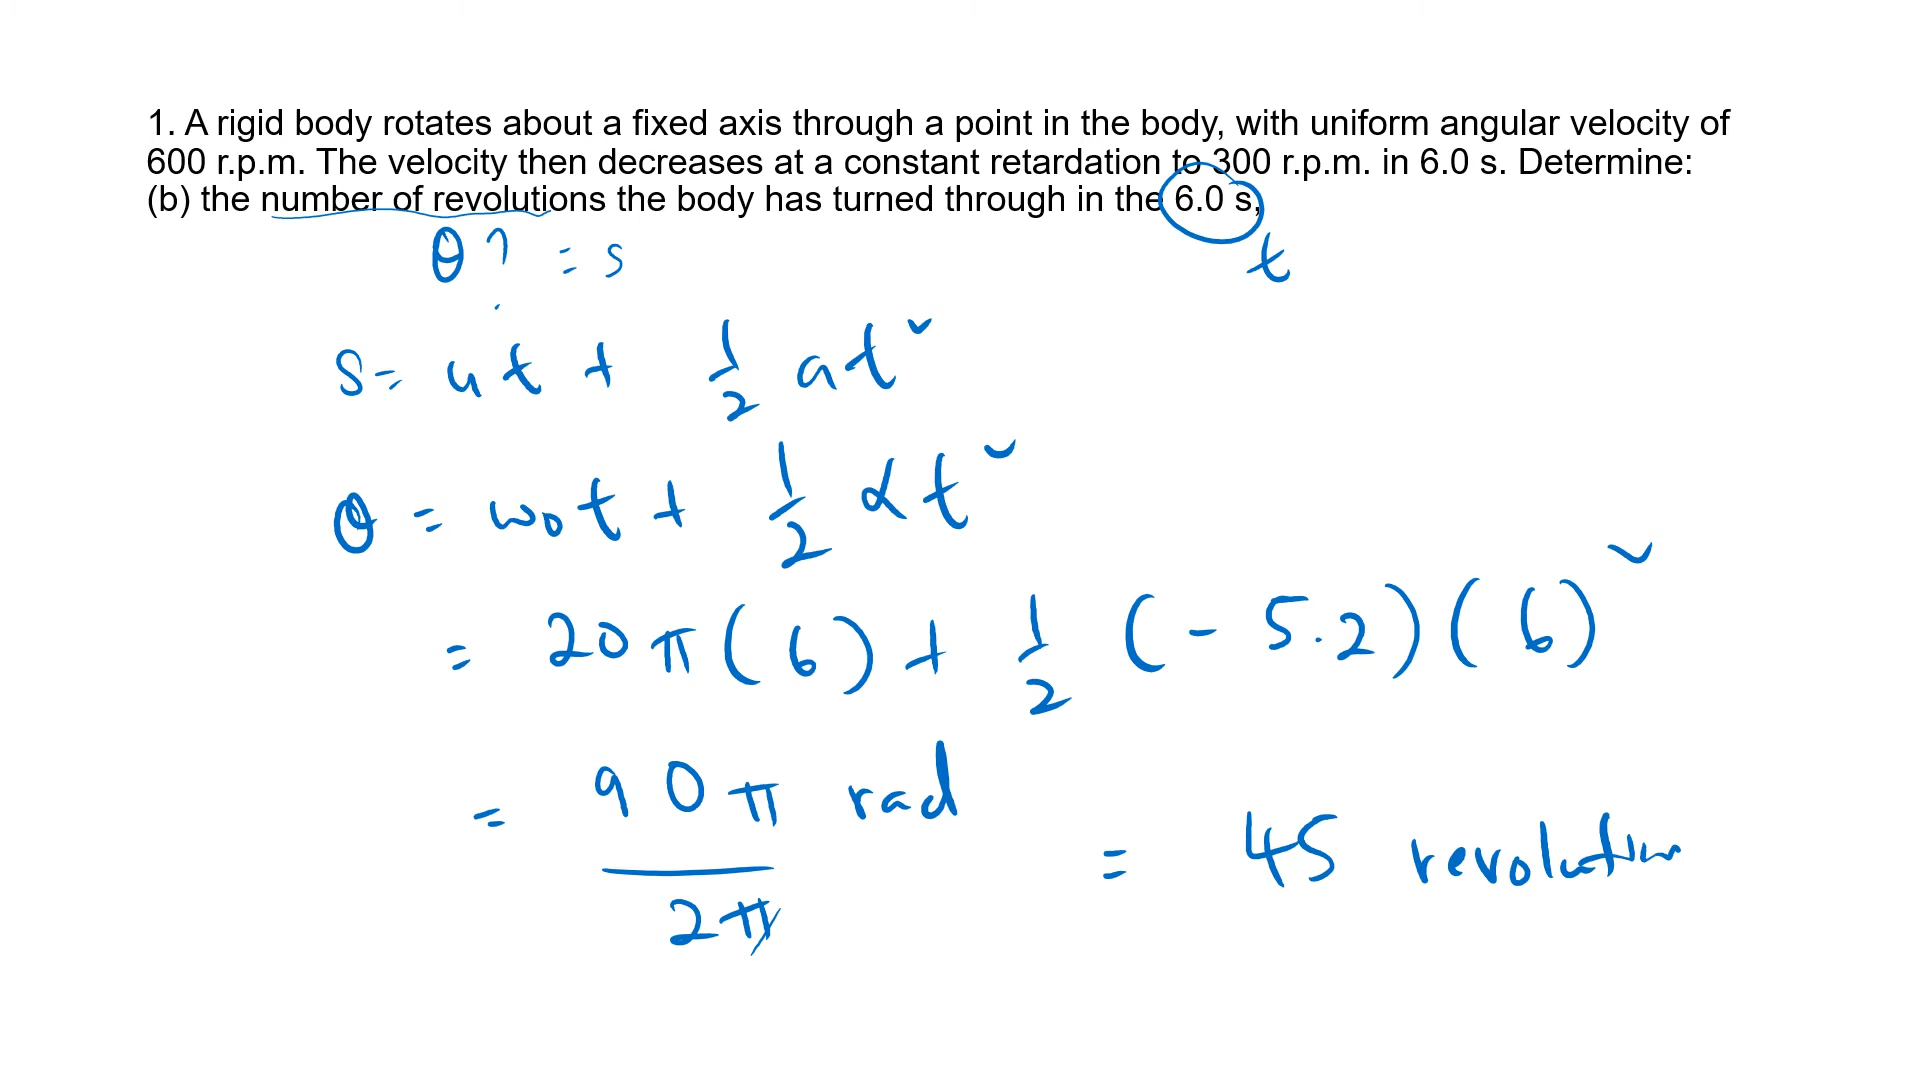 1. A rigid body rotates about a fixed axis through a point in the body, with uniform angular velocity of
600 r.p.m. The velocity then decreases at a constant retardation to 300 r.p.m. in 6.0 s. Determine:
(b) the number of revolutions the body has turned through in the 6.0 s,
θ ? = s
t
s = ut + 1/2 at²
θ = ω₀t + 1/2 αt²
= 20π(6) + 1/2 (-5.2)(6)²
= 90π rad / 2π = 45 revolution